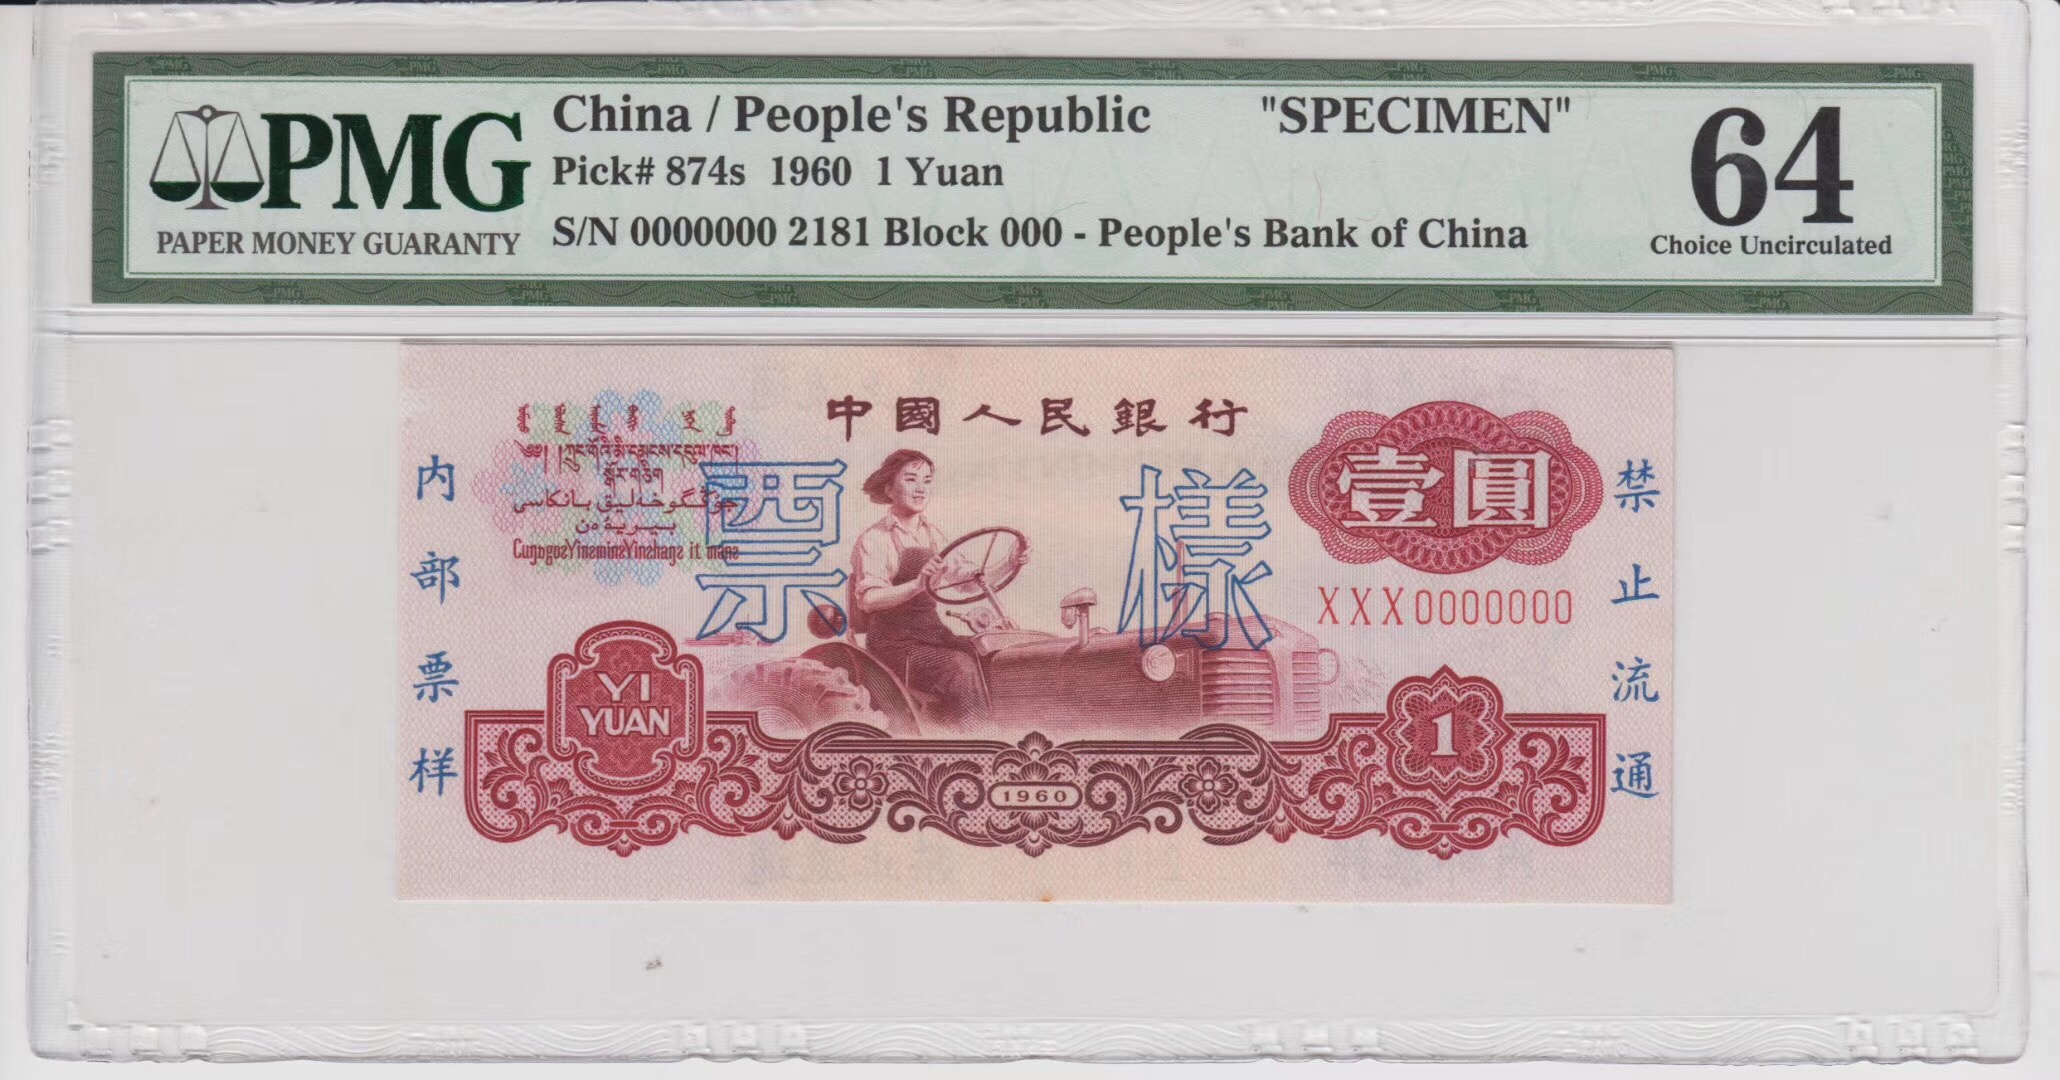 China / People's Republic "SPECIMEN"
Pick# 874s 1960 1 Yuan
S/N 0000000 2181 Block 000 - People's Bank of China
PMG
PAPER MONEY GUARANTY
64
Choice Uncirculated
中國人民銀行
壹圓
票樣
内部票样
禁止流通
XXX0000000
YI
YUAN
1960
1